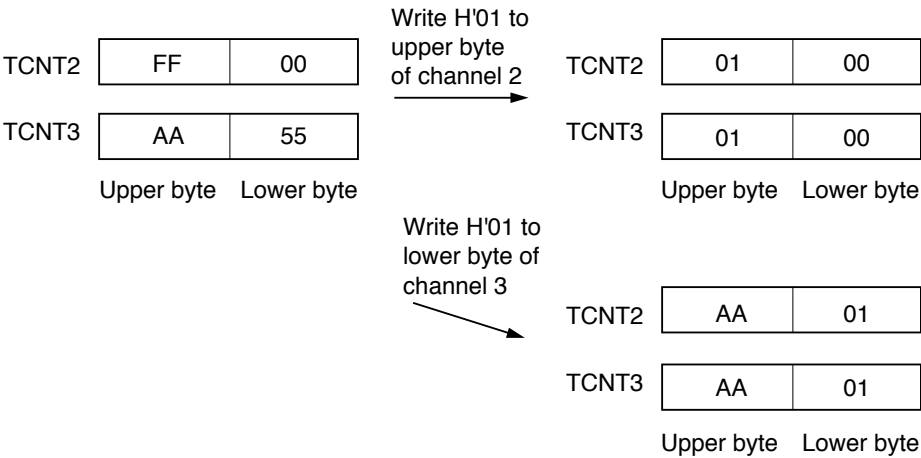 Write H'01 to
upper byte
of channel 2
TCNT2 FF 00
TCNT3 AA 55
Upper byte Lower byte
TCNT2 01 00
TCNT3 01 00
Upper byte Lower byte
Write H'01 to
lower byte of
channel 3
TCNT2 AA 01
TCNT3 AA 01
Upper byte Lower byte